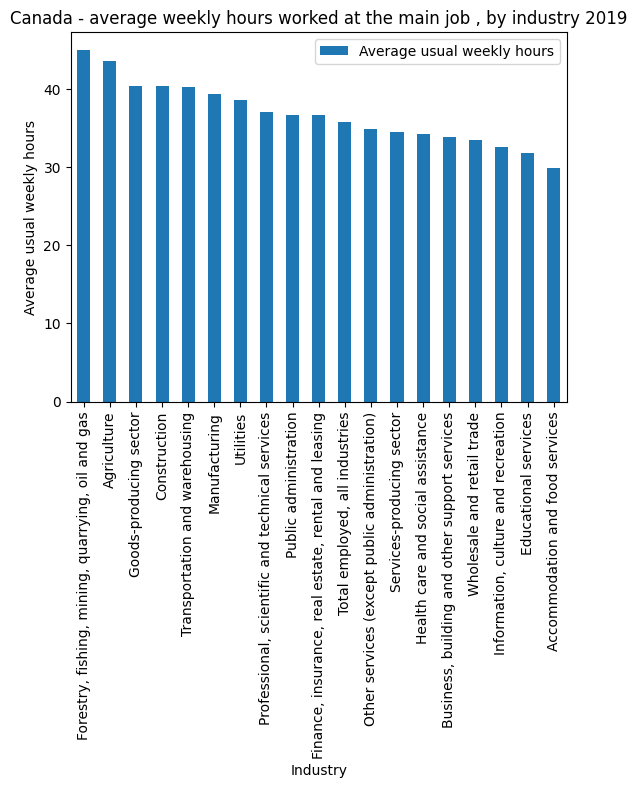 Canada - average weekly hours worked at the main job , by industry 2019
Average usual weekly hours
Average usual weekly hours
40
30
20
10
0
Forestry, fishing, mining, quarrying, oil and gas
Agriculture
Goods-producing sector
Construction
Transportation and warehousing
Manufacturing
Utilities
Professional, scientific and technical services
Public administration
Finance, insurance, real estate, rental and leasing
Total employed, all industries
Other services (except public administration)
Services-producing sector
Health care and social assistance
Business, building and other support services
Wholesale and retail trade
Information, culture and recreation
Educational services
Accommodation and food services
Industry